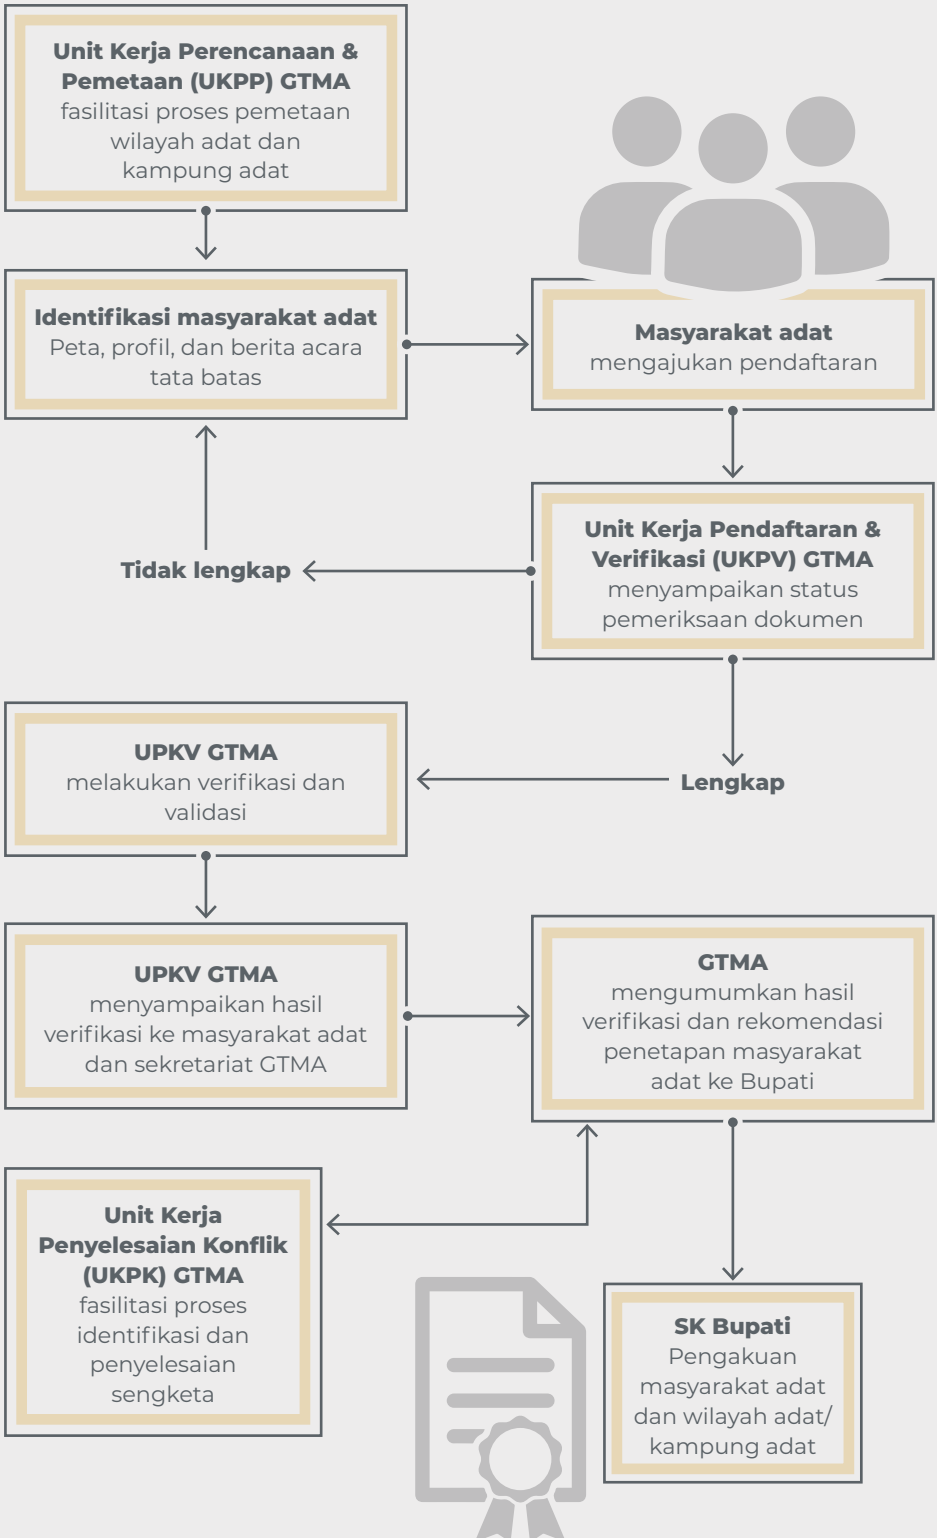 Unit Kerja Perencanaan &
Pemetaan (UKPP) GTMA
fasilitasi proses pemetaan
wilayah adat dan
kampung adat
Identifikasi masyarakat adat
Peta, profil, dan berita acara
tata batas
Masyarakat adat
mengajukan pendaftaran
Unit Kerja Pendaftaran &
Verifikasi (UKPV) GTMA
menyampaikan status
pemeriksaan dokumen
Tidak lengkap
Lengkap
UPKV GTMA
melakukan verifikasi dan
validasi
UPKV GTMA
menyampaikan hasil
verifikasi ke masyarakat adat
dan sekretariat GTMA
GTMA
mengumumkan hasil
verifikasi dan rekomendasi
penetapan masyarakat
adat ke Bupati
Unit Kerja
Penyelesaian Konflik
(UKPK) GTMA
fasilitasi proses
identifikasi dan
penyelesaian
sengketa
SK Bupati
Pengakuan
masyarakat adat
dan wilayah adat/
kampung adat